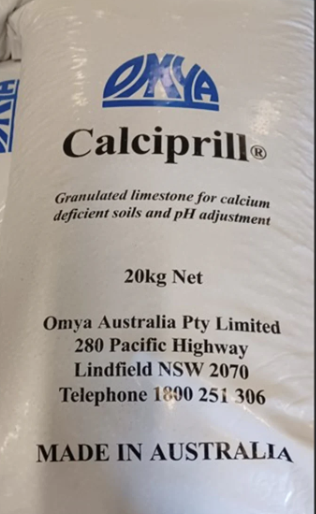 OMYA
Calciprill®
Granulated limestone for calcium
deficient soils and pH adjustment
20kg Net
Omya Australia Pty Limited
280 Pacific Highway
Lindfield NSW 2070
Telephone 1800 251 306
MADE IN AUSTRALIA